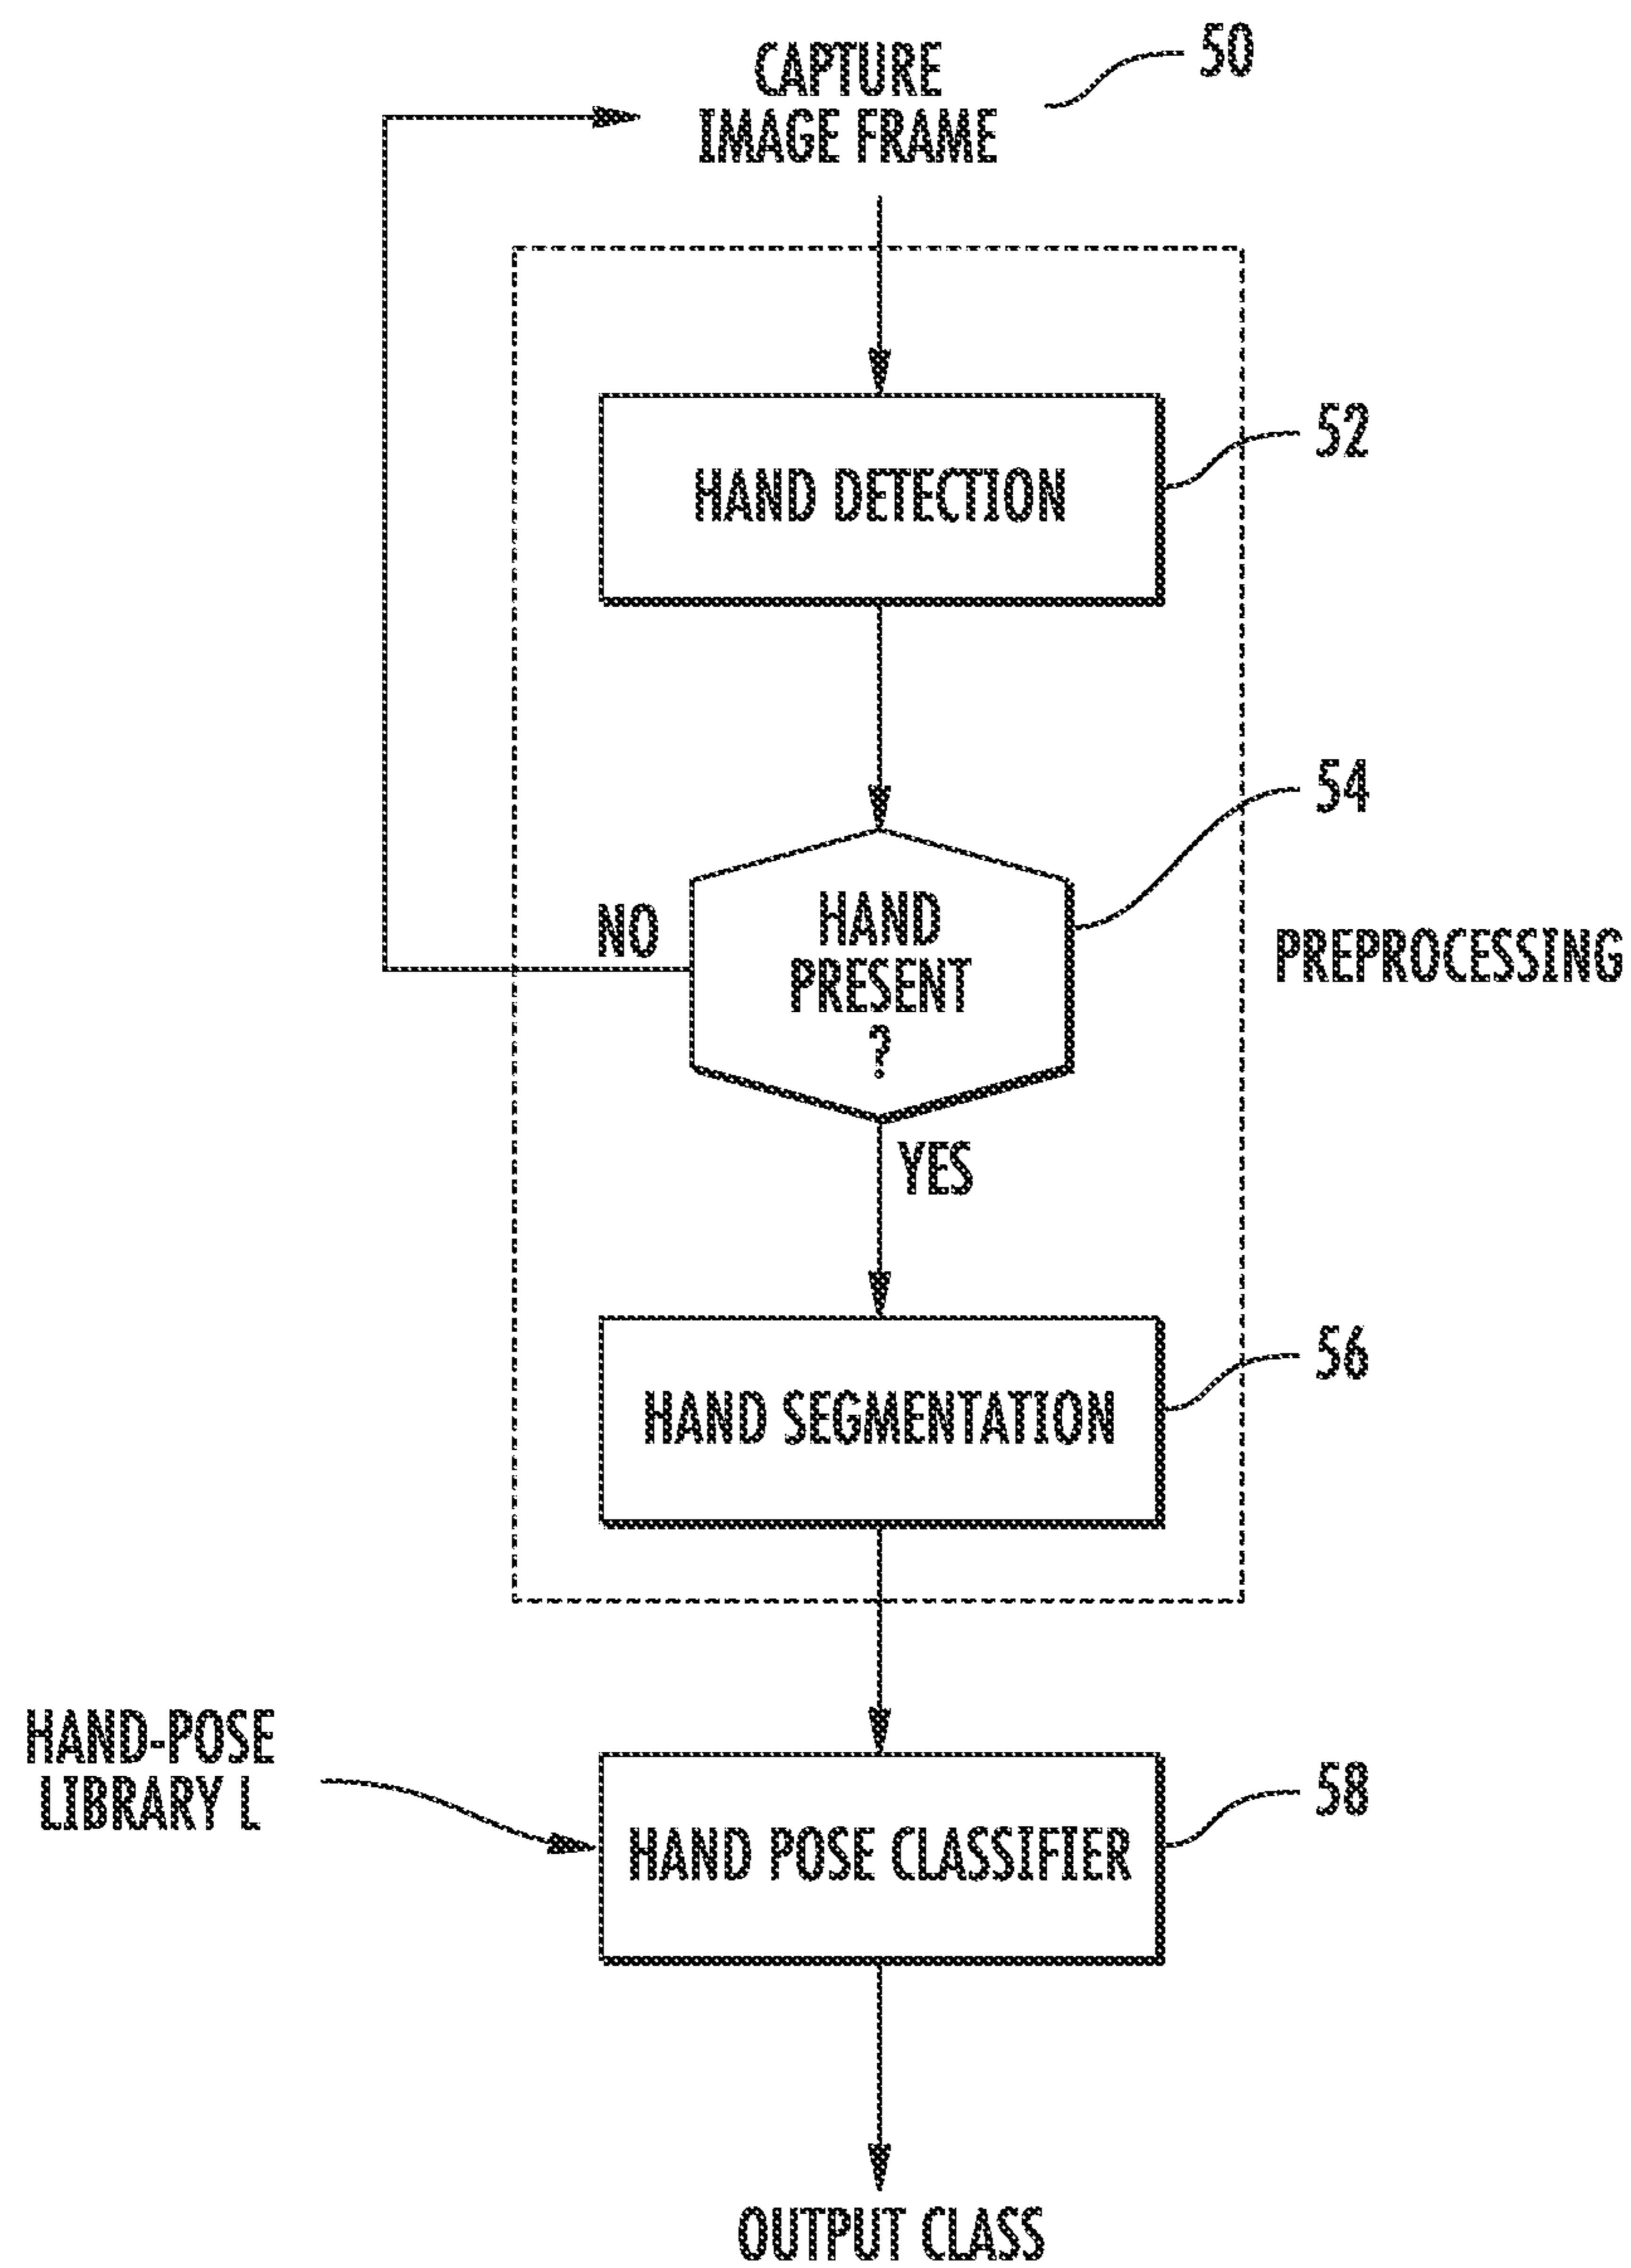 CAPTURE
IMAGE FRAME
50
HAND DETECTION
52
54
HAND
PRESENT
?
NO
PREPROCESSING
YES
HAND SEGMENTATION
56
HAND-POSE
LIBRARY L
HAND POSE CLASSIFIER
58
OUTPUT CLASS